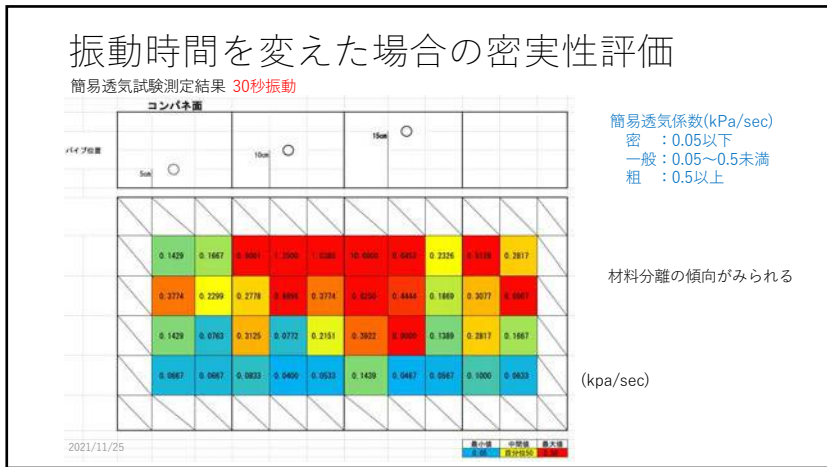 振動時間を変えた場合の密実性評価
簡易透気試験測定結果 30秒振動
コンパネ面
パイプ位置
5cm
10cm
15cm
簡易透気係数(kPa/sec)
密 :0.05以下
一般:0.05～0.5未満
粗 :0.5以上
0.1429 0.1667 0.2326 0.2817
材料分離の傾向がみられる
0.3774 0.2299 0.2778 0.2774 0.4444 0.1869 0.3077
0.1429 0.0763 0.3125 0.0772 0.2151 0.3922 0.1389 0.2817 0.1667
0.0667 0.0667 0.0833 0.0400 0.0533 0.1439 0.0467 0.0567 0.1000 0.0833
(kpa/sec)
2021/11/25
最小値 中間値 最大値
0.05 百分位50